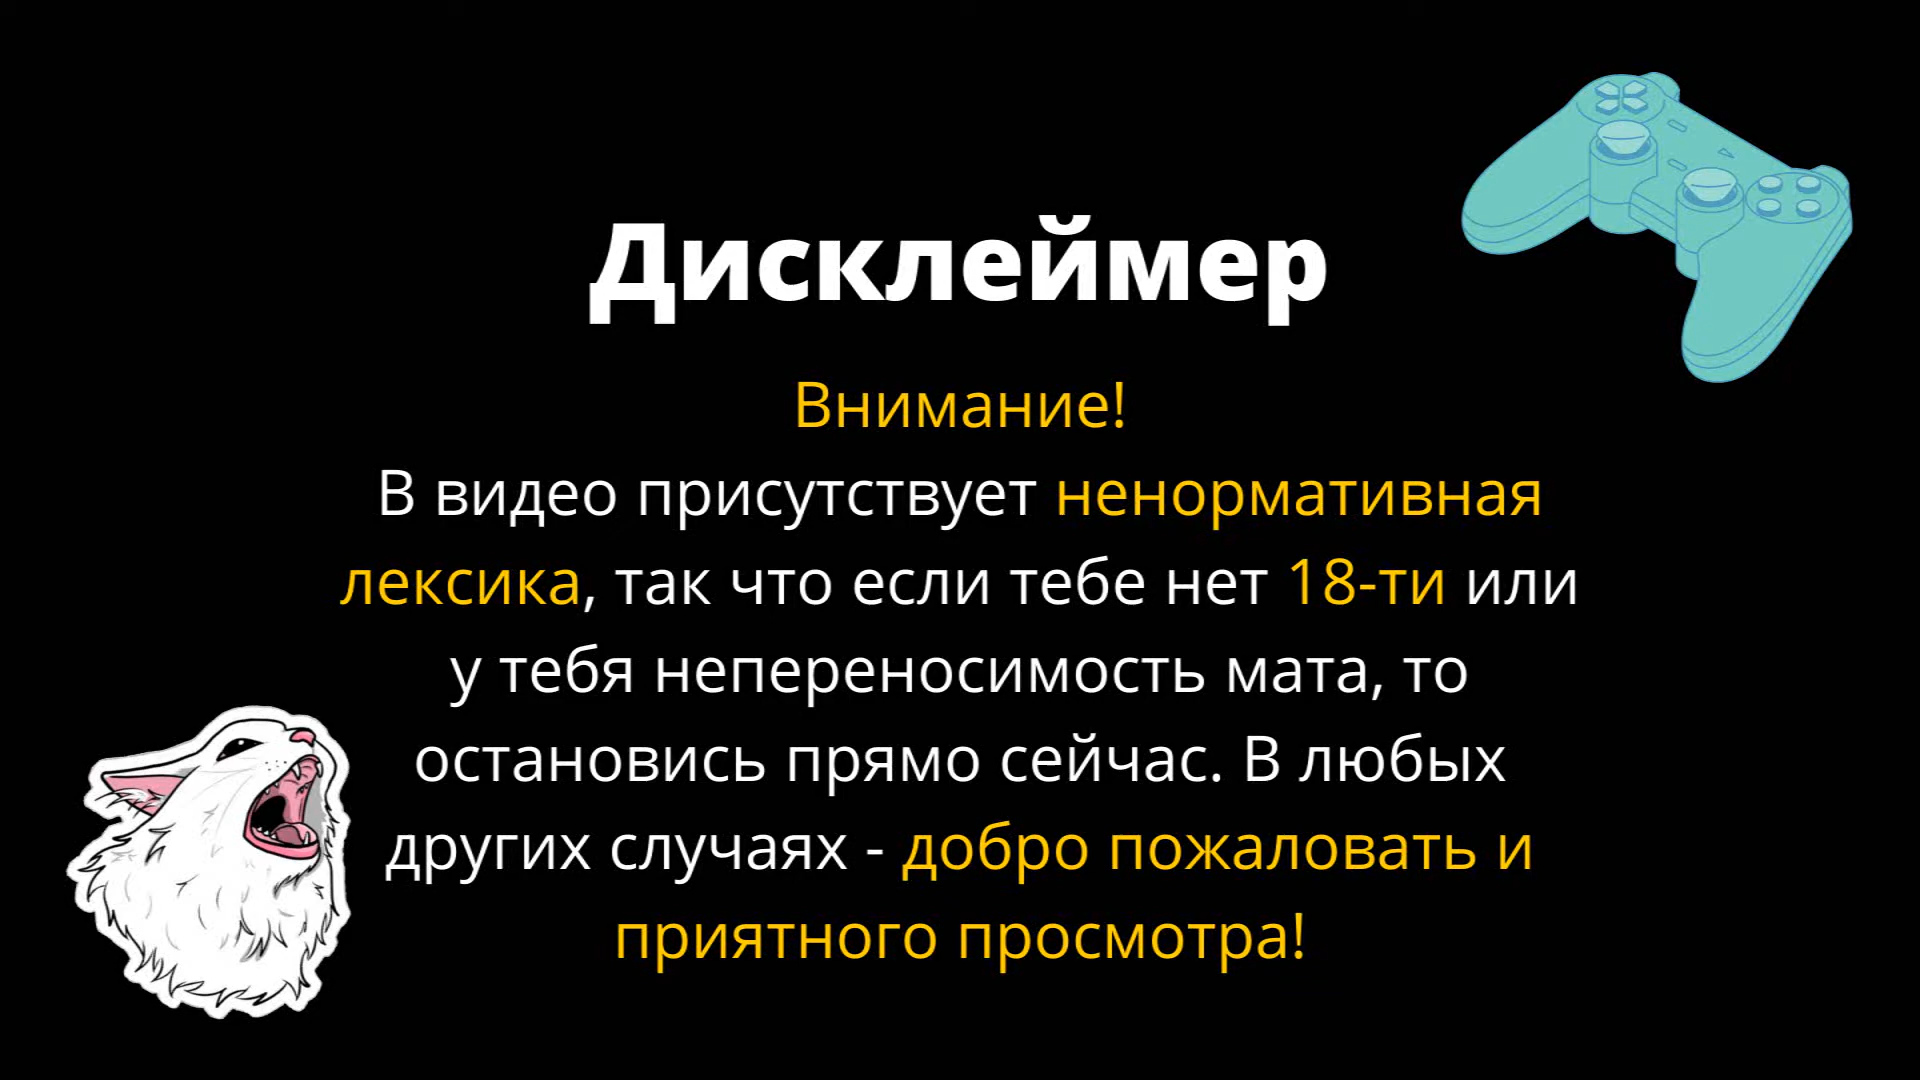 Дисклеймер
Внимание!
В видео присутствует ненормативная
лексика, так что если тебе нет 18-ти или
у тебя непереносимость мата, то
остановись прямо сейчас. В любых
других случаях - добро пожаловать и
приятного просмотра!